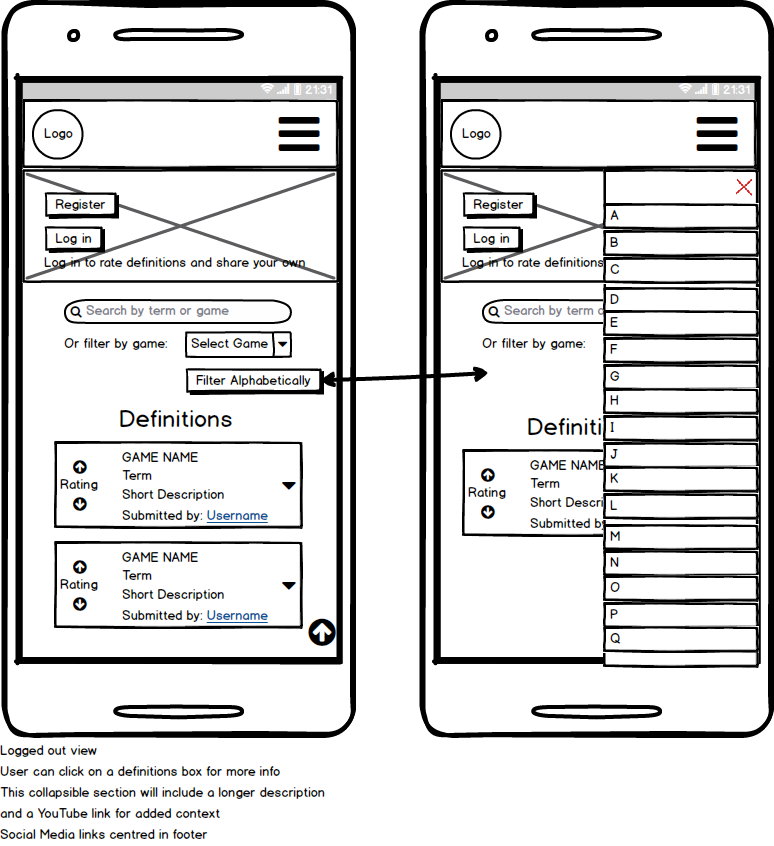 21:31
Logo
Register
Log in
Log in to rate definitions and share your own
Search by term or game
Or filter by game:
Select Game
Filter Alphabetically
Definitions
GAME NAME
Term
Rating
Short Description
Submitted by: Username
GAME NAME
Term
Rating
Short Description
Submitted by: Username
21:31
Logo
Register
Log in
Log in to rate definitions
Search by term or
Or filter by game:
Definiti
GAME NAME
Term
Rating
Short Descri
Submitted b
A
B
C
D
E
F
G
H
I
J
K
L
M
N
O
P
Q
Logged out view
User can click on a definitions box for more info
This collapsible section will include a longer description
and a YouTube link for added context
Social Media links centred in footer